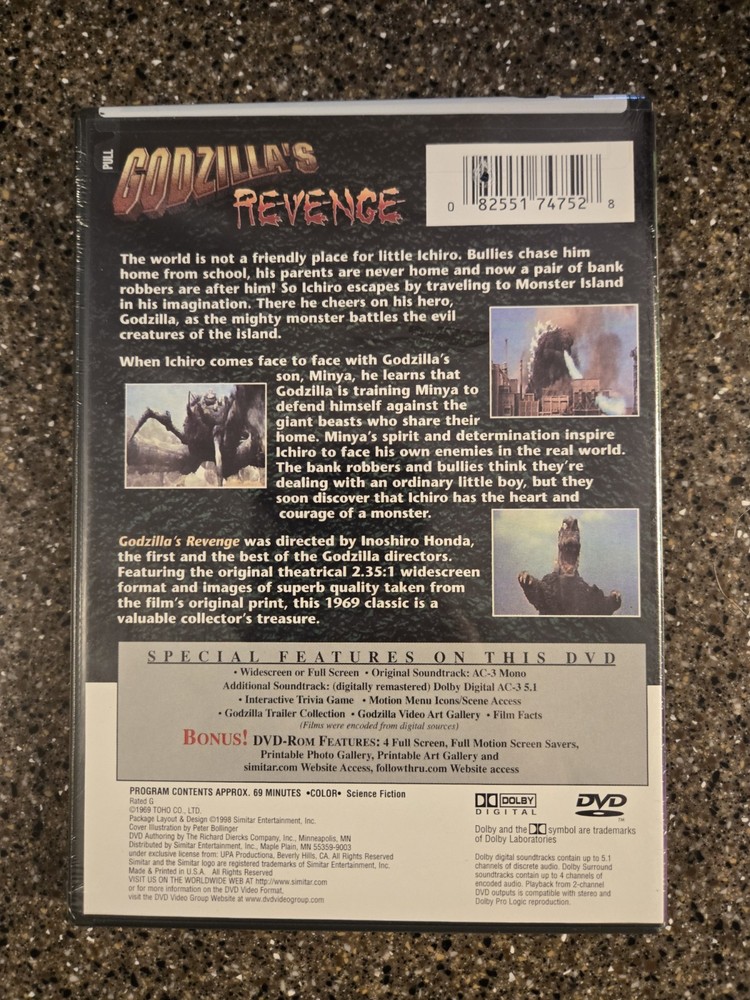 PULL
GODZILLA'S
REVENGE
0 82551 74752 8
The world is not a friendly place for little Ichiro. Bullies chase him
home from school, his parents are never home and now a pair of bank
robbers are after him! So Ichiro escapes by traveling to Monster Island
in his imagination. There he cheers on his hero,
Godzilla, as the mighty monster battles the evil
creatures of the island.
When Ichiro comes face to face with Godzilla's
son, Minya, he learns that
Godzilla is training Minya to
defend himself against the
giant beasts who share their
home. Minya's spirit and determination inspire
Ichiro to face his own enemies in the real world.
The bank robbers and bullies think they're
dealing with an ordinary little boy, but they
soon discover that Ichiro has the heart and
courage of a monster.
Godzilla's Revenge was directed by Inoshiro Honda,
the first and the best of the Godzilla directors.
Featuring the original theatrical 2.35:1 widescreen
format and images of superb quality taken from
the film's original print, this 1969 classic is a
valuable collector's treasure.
SPECIAL FEATURES ON THIS DVD
• Widescreen or Full Screen • Original Soundtrack: AC-3 Mono
Additional Soundtrack: (digitally remastered) Dolby Digital AC-3 5.1
• Interactive Trivia Game • Motion Menu Icons/Scene Access
• Godzilla Trailer Collection • Godzilla Video Art Gallery • Film Facts
(Films were encoded from digital sources)
BONUS! DVD-ROM FEATURES: 4 Full Screen, Full Motion Screen Savers,
Printable Photo Gallery, Printable Art Gallery and
simitar.com Website Access, followthru.com Website access
PROGRAM CONTENTS APPROX. 69 MINUTES •COLOR• Science Fiction
Rated G
©1969 TOHO CO., LTD.
Package Layout & Design ©1998 Simitar Entertainment, Inc.
Cover Illustration by Peter Bollinger
DVD Authoring by The Richard Diercks Company, Inc., Minneapolis, MN
Distributed by Simitar Entertainment, Inc., Maple Plain, MN 55359-9003
under exclusive license from: UPA Productiona, Beverly Hills, CA. All Rights Reserved
Simitar and the Simitar logo are registered trademarks of Simitar Entertainment, Inc.
Made & Printed in U.S.A. All Rights Reserved
VISIT US ON THE WORLDWIDE WEB AT http://www.simitar.com
or for more information on the DVD Video Format,
visit the DVD Video Group Website at www.dvdvideogroup.com
DOLBY
DIGITAL
DVD
TM
Dolby and the symbol are trademarks
of Dolby Laboratories
Dolby digital soundtracks contain up to 5.1
channels of discrete audio. Dolby Surround
soundtracks contain up to 4 channels of
encoded audio. Playback from 2-channel
DVD outputs is compatible with stereo and
Dolby Pro Logic reproduction.